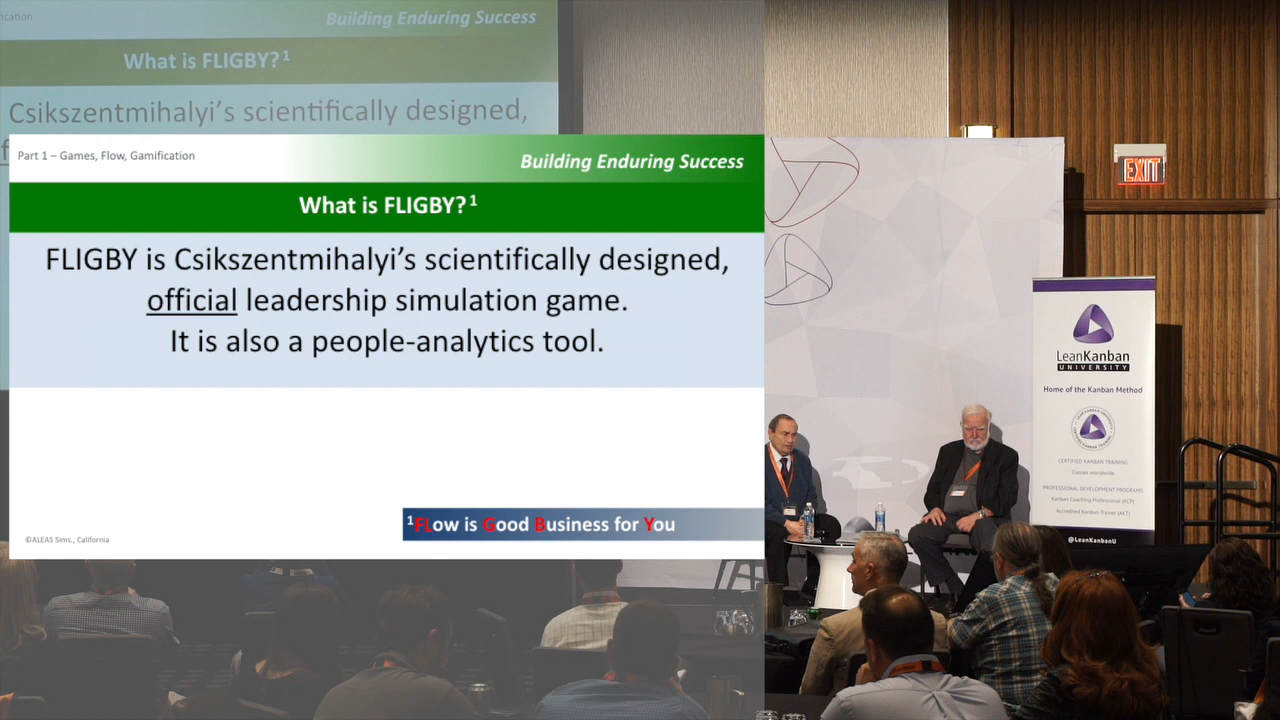 ication
Building Enduring Success
What is FLIGBY?¹
Csikszentmihalyi's scientifically designed,
f
Part 1 – Games, Flow, Gamification
Building Enduring Success
What is FLIGBY?¹
FLIGBY is Csikszentmihalyi's scientifically designed,
official leadership simulation game.
It is also a people-analytics tool.
¹FLow is Good Business for You
©ALEAS Sims., California
EXIT
LeanKanban
UNIVERSITY
Home of the Kanban Method
CERTIFIED KANBAN TRAINING
Classes worldwide
PROFESSIONAL DEVELOPMENT PROGRAMS
Kanban Coaching Professional (KCP)
Accredited Kanban Trainer (AKT)
@LeanKanbanU